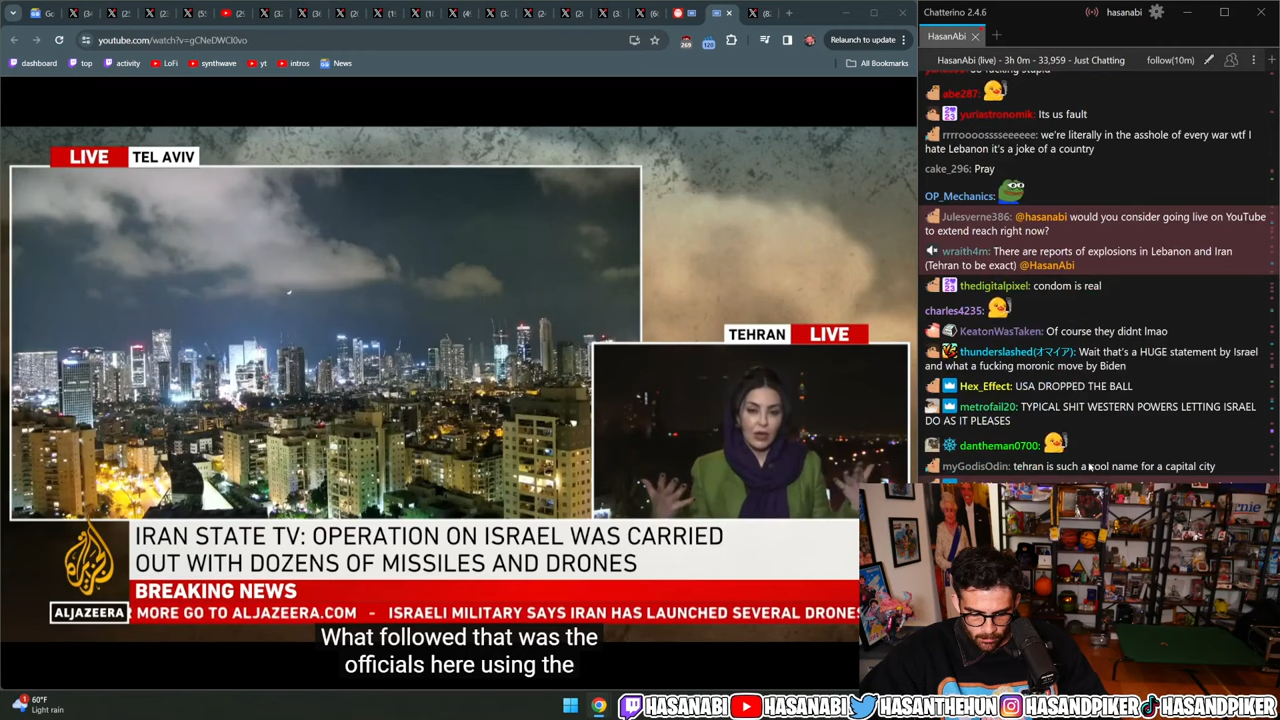 youtube.com/watch?v=gCNeDWCl0vo
Relaunch to update
dashboard
top
activity
LoFi
synthwave
yt
intros
News
All Bookmarks
LIVE TEL AVIV
TEHRAN LIVE
IRAN STATE TV: OPERATION ON ISRAEL WAS CARRIED
OUT WITH DOZENS OF MISSILES AND DRONES
BREAKING NEWS
ALJAZEERA
MORE GO TO ALJAZEERA.COM - ISRAELI MILITARY SAYS IRAN HAS LAUNCHED SEVERAL DRONES
What followed that was the
officials here using the
Chatterino 2.4.6
hasanabi
HasanAbi
HasanAbi (live) - 3h 0m - 33,959 - Just Chatting
follow(10m)
abe287:
yuriastronomik: Its us fault
rrrroooossseeeeee: we're literally in the asshole of every war wtf I
hate Lebanon it's a joke of a country
cake_296: Pray
OP_Mechanics:
Julesverne386: @hasanabi would you consider going live on YouTube
to extend reach right now?
wraith4m: There are reports of explosions in Lebanon and Iran
(Tehran to be exact) @HasanAbi
thedigitalpixel: condom is real
charles4235:
KeatonWasTaken: Of course they didnt lmao
thunderslashed(オマイア): Wait that's a HUGE statement by Israel
and what a fucking moronic move by Biden
Hex_Effect: USA DROPPED THE BALL
metrofail20: TYPICAL SHIT WESTERN POWERS LETTING ISRAEL
DO AS IT PLEASES
dantheman0700:
myGodisOdin: tehran is such a kool name for a capital city
ernie
60°F
Light rain
HASANABI
HASANABI
HASANTHEHUN
HASANDPIKER
HASANDPIKER